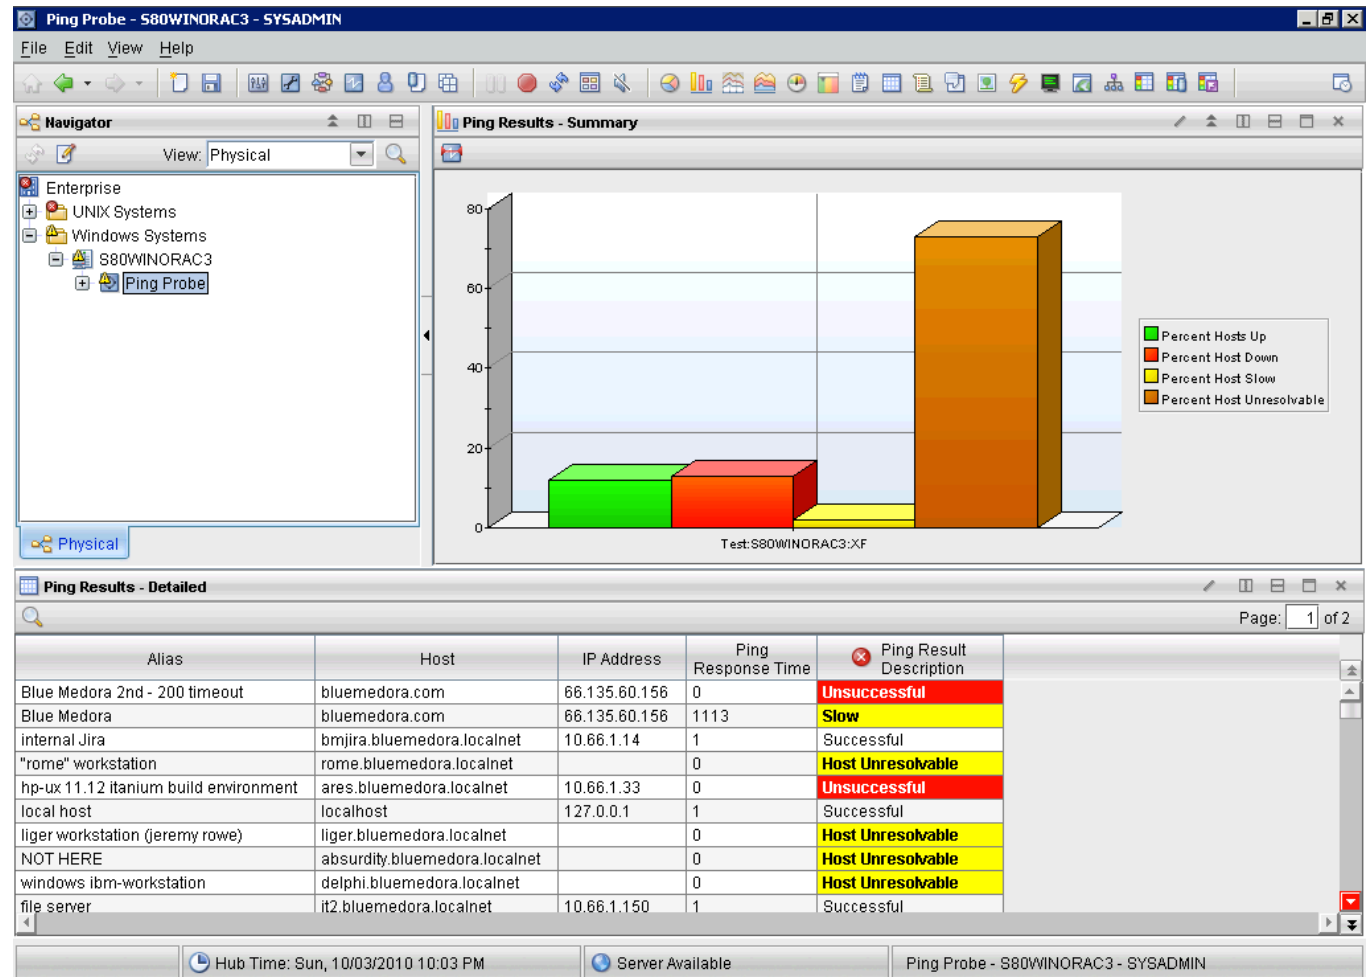 Ping Probe - S80WINORAC3 - SYSADMIN
File Edit View Help
Navigator
View: Physical
Enterprise
UNIX Systems
Windows Systems
S80WINORAC3
Ping Probe
Physical
Ping Results - Summary
80
60
40
20
0
Test:S80WINORAC3:XF
Percent Hosts Up
Percent Host Down
Percent Host Slow
Percent Host Unresolvable
Ping Results - Detailed
Page: 1 of 2
Alias Host IP Address Ping Response Time Ping Result Description
Blue Medora 2nd - 200 timeout bluemedora.com 66.135.60.156 0 Unsuccessful
Blue Medora bluemedora.com 66.135.60.156 1113 Slow
internal Jira bmjira.bluemedora.localnet 10.66.1.14 1 Successful
"rome" workstation rome.bluemedora.localnet 0 Host Unresolvable
hp-ux 11.12 itanium build environment ares.bluemedora.localnet 10.66.1.33 0 Unsuccessful
local host localhost 127.0.0.1 1 Successful
liger workstation (jeremy rowe) liger.bluemedora.localnet 0 Host Unresolvable
NOT HERE absurdity.bluemedora.localnet 0 Host Unresolvable
windows ibm-workstation delphi.bluemedora.localnet 0 Host Unresolvable
file server it2.bluemedora.localnet 10.66.1.150 1 Successful
Hub Time: Sun, 10/03/2010 10:03 PM
Server Available
Ping Probe - S80WINORAC3 - SYSADMIN